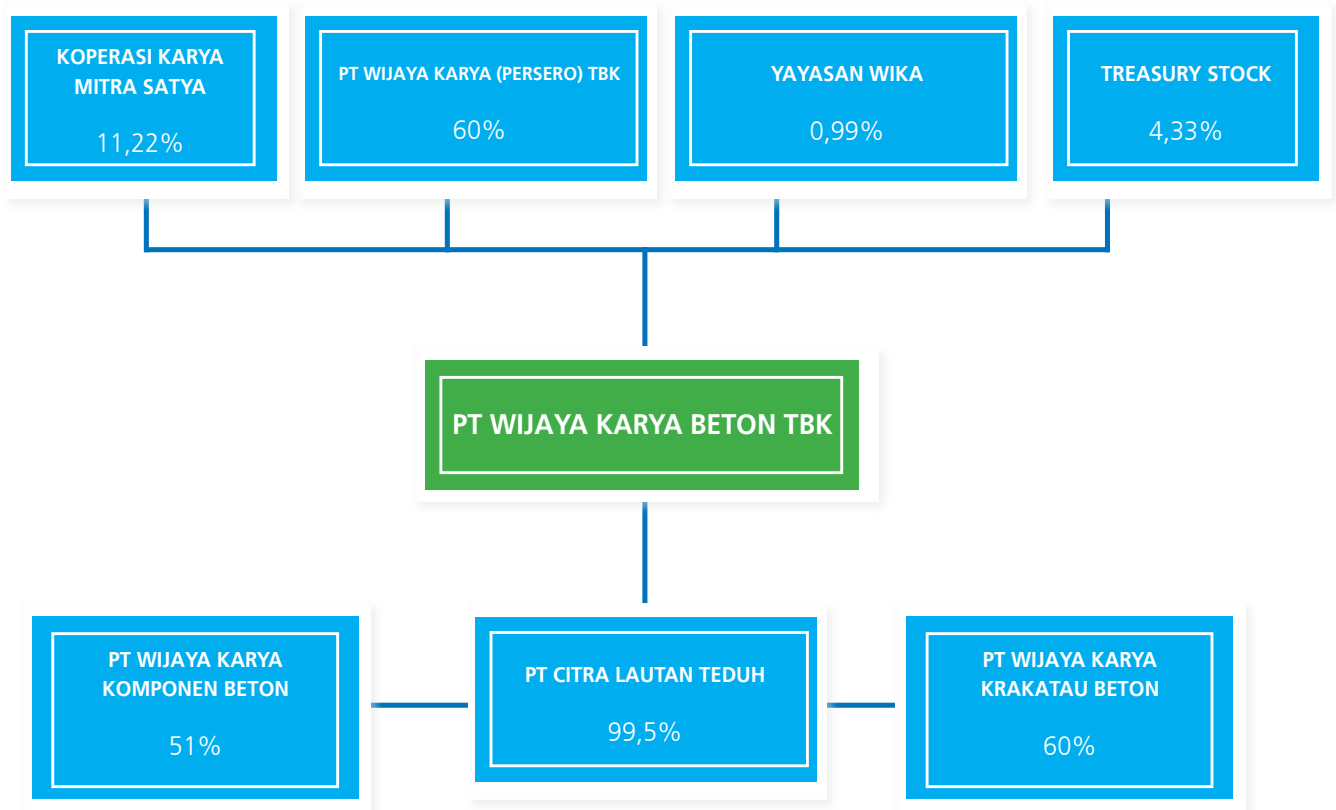 KOPERASI KARYA
MITRA SATYA
11,22%
PT WIJAYA KARYA (PERSERO) TBK
60%
YAYASAN WIKA
0,99%
TREASURY STOCK
4,33%
PT WIJAYA KARYA BETON TBK
PT WIJAYA KARYA
KOMPONEN BETON
51%
PT CITRA LAUTAN TEDUH
99,5%
PT WIJAYA KARYA
KRAKATAU BETON
60%